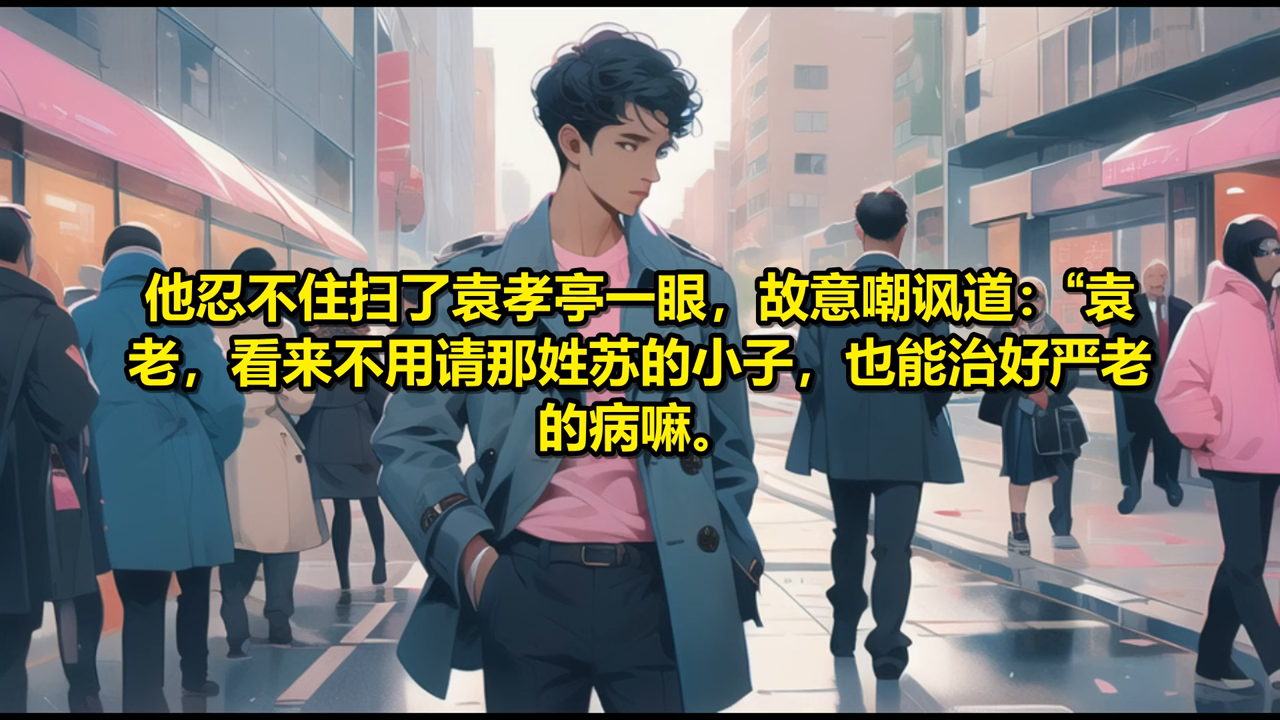 他忍不住扫了袁孝亭一眼，故意嘲讽道：“袁
老，看来不用请那姓苏的小子，也能治好严老
的病嘛。